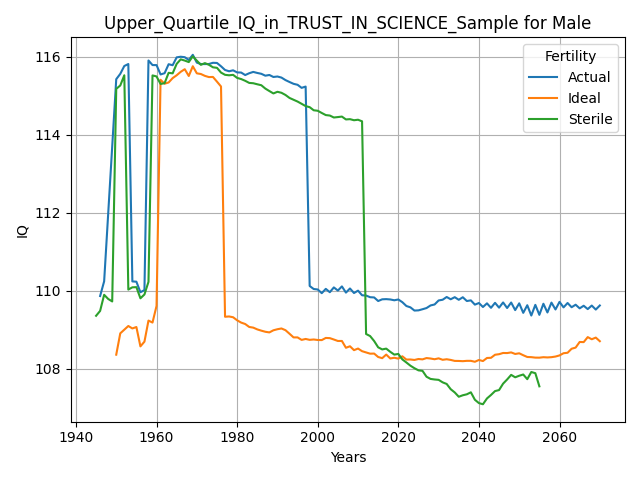 Upper_Quartile_IQ_in_TRUST_IN_SCIENCE_Sample for Male
IQ
116
114
112
110
108
Fertility
Actual
Ideal
Sterile
1940 1960 1980 2000 2020 2040 2060
Years